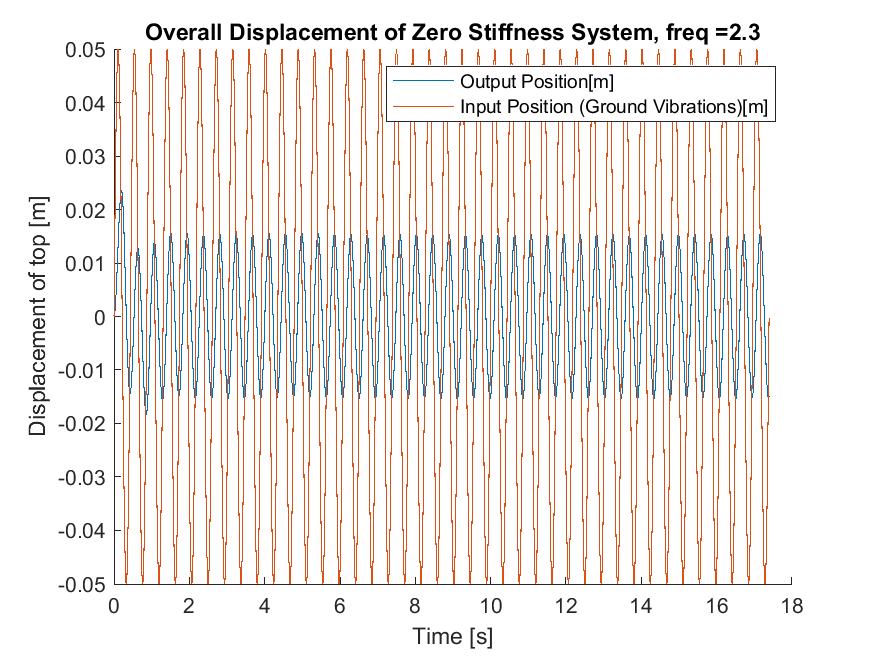 Overall Displacement of Zero Stiffness System, freq =2.3
0.05
0.04
0.03
0.02
0.01
0
-0.01
-0.02
-0.03
-0.04
-0.05
Displacement of top [m]
Output Position[m]
Input Position (Ground Vibrations)[m]
0 2 4 6 8 10 12 14 16 18
Time [s]